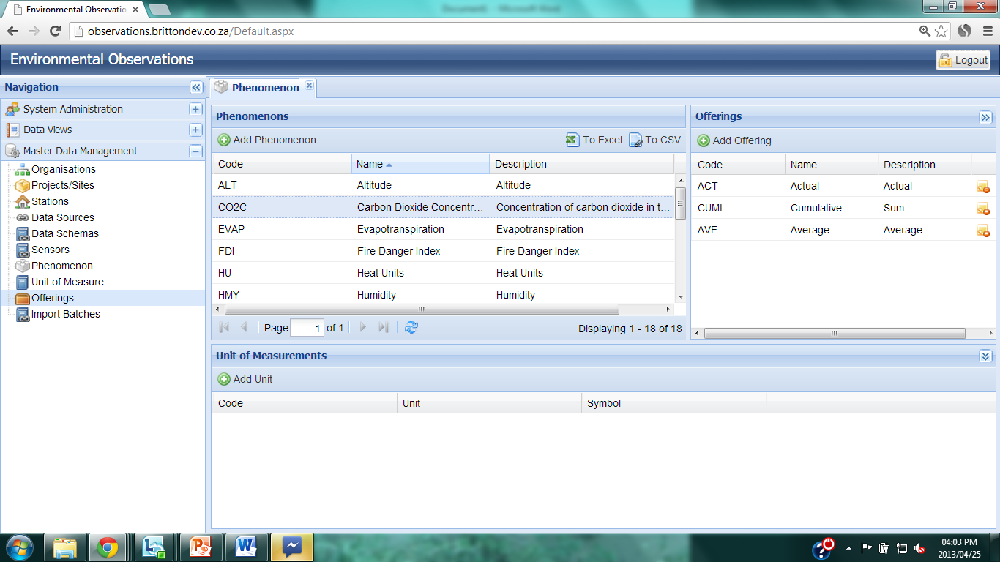 Environmental Observatio
Document1 - Microsoft Word
observations.brittondev.co.za/Default.aspx
Environmental Observations
Logout
Navigation
System Administration
Data Views
Master Data Management
Organisations
Projects/Sites
Stations
Data Sources
Data Schemas
Sensors
Phenomenon
Unit of Measure
Offerings
Import Batches
Phenomenon
Phenomenons
Add Phenomenon To Excel To CSV
Code Name Description
ALT Altitude Altitude
CO2C Carbon Dioxide Concentr... Concentration of carbon dioxide in t...
EVAP Evapotranspiration Evapotranspiration
FDI Fire Danger Index Fire Danger Index
HU Heat Units Heat Units
HMY Humidity Humidity
Page 1 of 1 Displaying 1 - 18 of 18
Offerings
Add Offering
Code Name Description
ACT Actual Actual
CUML Cumulative Sum
AVE Average Average
Unit of Measurements
Add Unit
Code Unit Symbol
04:03 PM
2013/04/25